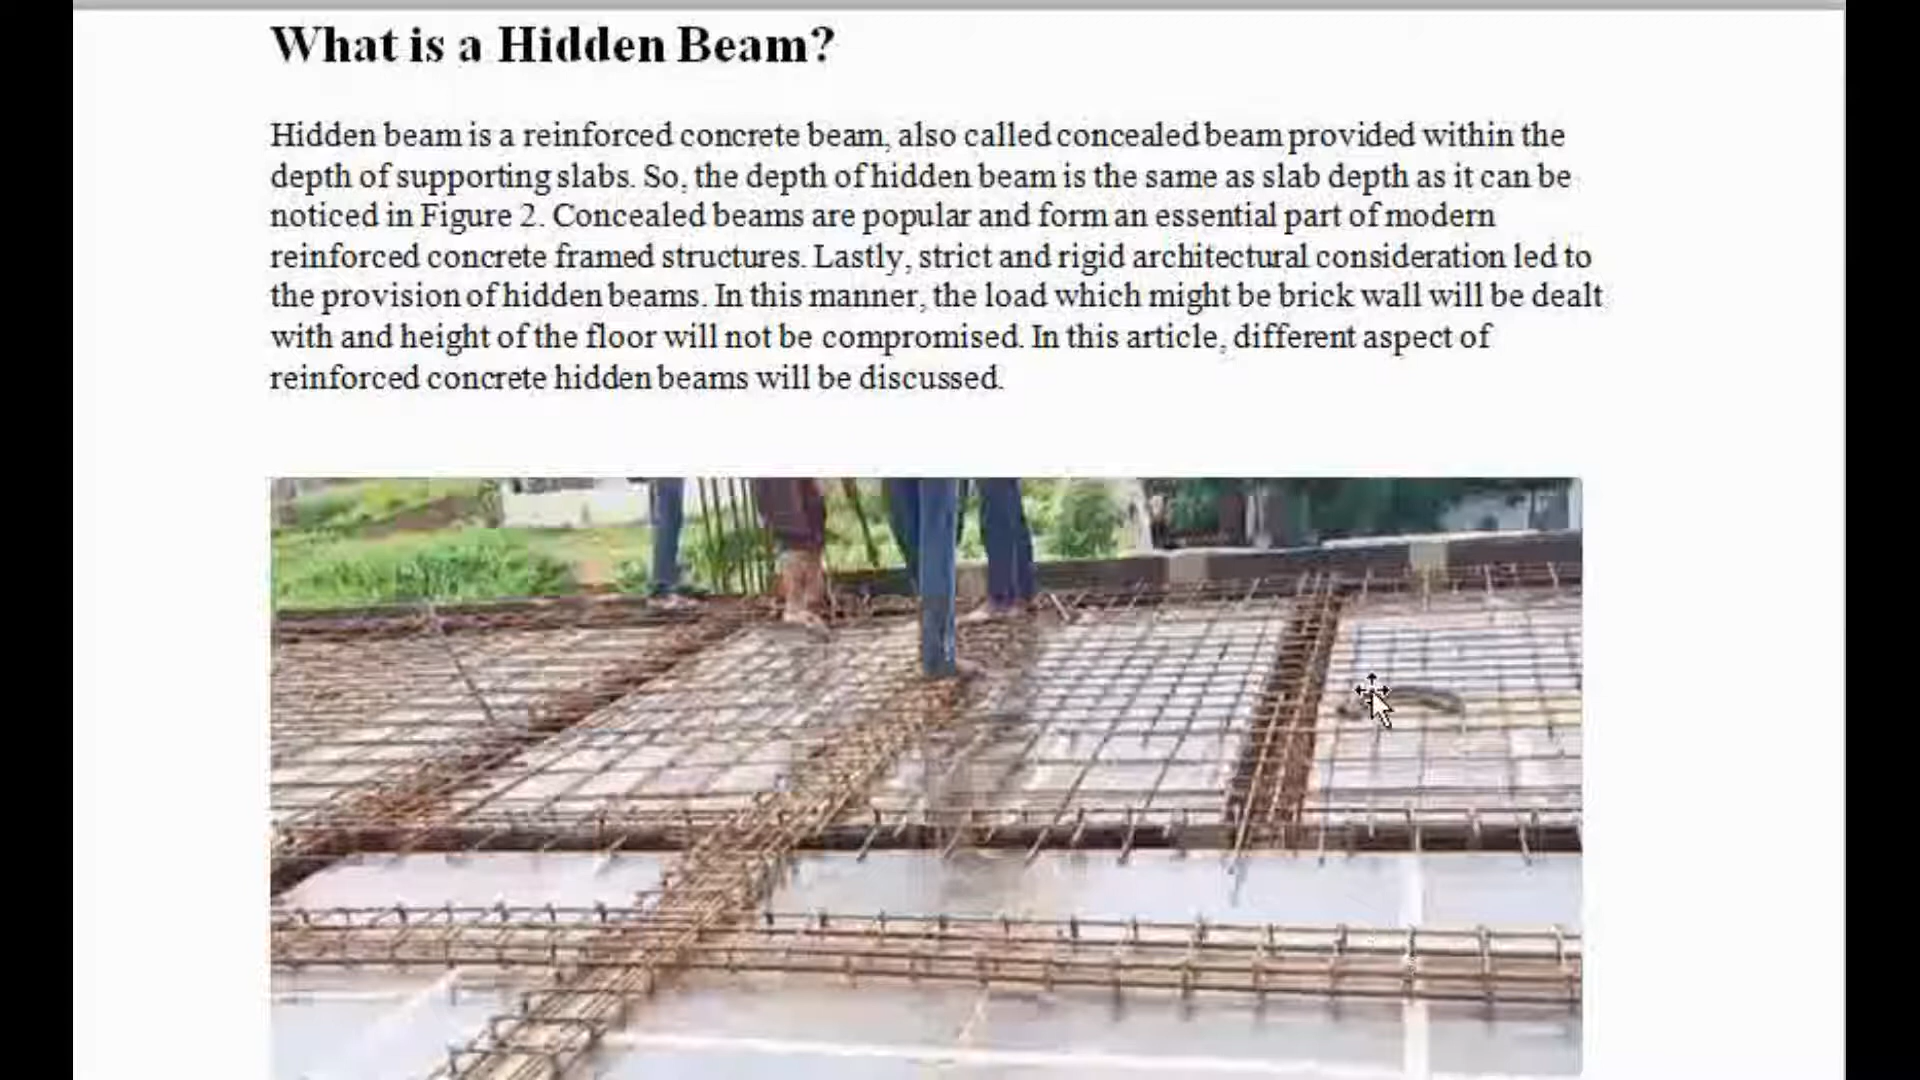 What is a Hidden Beam?
Hidden beam is a reinforced concrete beam, also called concealed beam provided within the
depth of supporting slabs. So, the depth of hidden beam is the same as slab depth as it can be
noticed in Figure 2. Concealed beams are popular and form an essential part of modern
reinforced concrete framed structures. Lastly, strict and rigid architectural consideration led to
the provision of hidden beams. In this manner, the load which might be brick wall will be dealt
with and height of the floor will not be compromised. In this article, different aspect of
reinforced concrete hidden beams will be discussed.